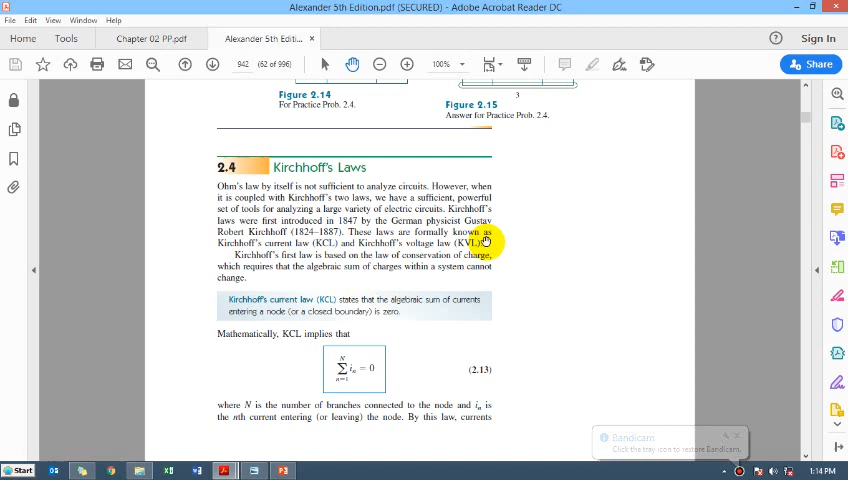 Alexander 5th Edition.pdf (SECURED) - Adobe Acrobat Reader DC
File Edit View Window Help
Home Tools Chapter 02 PP.pdf Alexander 5th Editi... × Sign In
942 (62 of 996) 100% Share
3
Figure 2.14
For Practice Prob. 2.4.
Figure 2.15
Answer for Practice Prob. 2.4.
2.4 Kirchhoff's Laws
Ohm's law by itself is not sufficient to analyze circuits. However, when
it is coupled with Kirchhoff's two laws, we have a sufficient, powerful
set of tools for analyzing a large variety of electric circuits. Kirchhoff's
laws were first introduced in 1847 by the German physicist Gustav
Robert Kirchhoff (1824–1887). These laws are formally known as
Kirchhoff's current law (KCL) and Kirchhoff's voltage law (KVL).
Kirchhoff's first law is based on the law of conservation of charge,
which requires that the algebraic sum of charges within a system cannot
change.
Kirchhoff's current law (KCL) states that the algebraic sum of currents
entering a node (or a closed boundary) is zero.
Mathematically, KCL implies that
N
∑ iₙ = 0 (2.13)
n=1
where N is the number of branches connected to the node and iₙ is
the nth current entering (or leaving) the node. By this law, currents
Bandicam
Click the tray icon to restore Bandicam.
Start 1:14 PM